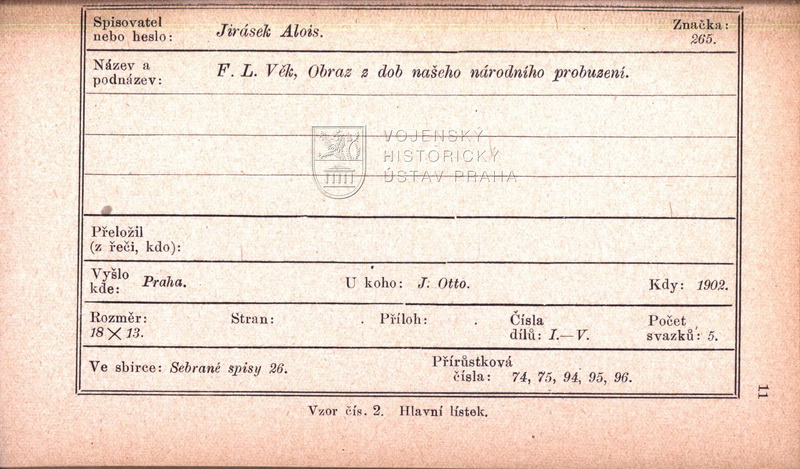 Spisovatel nebo heslo: Jirásek Alois. Značka: 265.
Název a podnázev: F. L. Věk, Obraz z dob našeho národního probuzení.
VOJENSKÝ
HISTORICKÝ
ÚSTAV PRAHA
Přeložil
(z řeči, kdo):
Vyšlo kde: Praha. U koho: J. Otto. Kdy: 1902.
Rozměr: 18 × 13. Stran: Příloh: Čísla dílů: I.—V. Počet svazků: 5.
Ve sbirce: Sebrané spisy 26. Přírůstková čísla: 74, 75, 94, 95, 96.
Vzor čís. 2. Hlavní lístek.
11